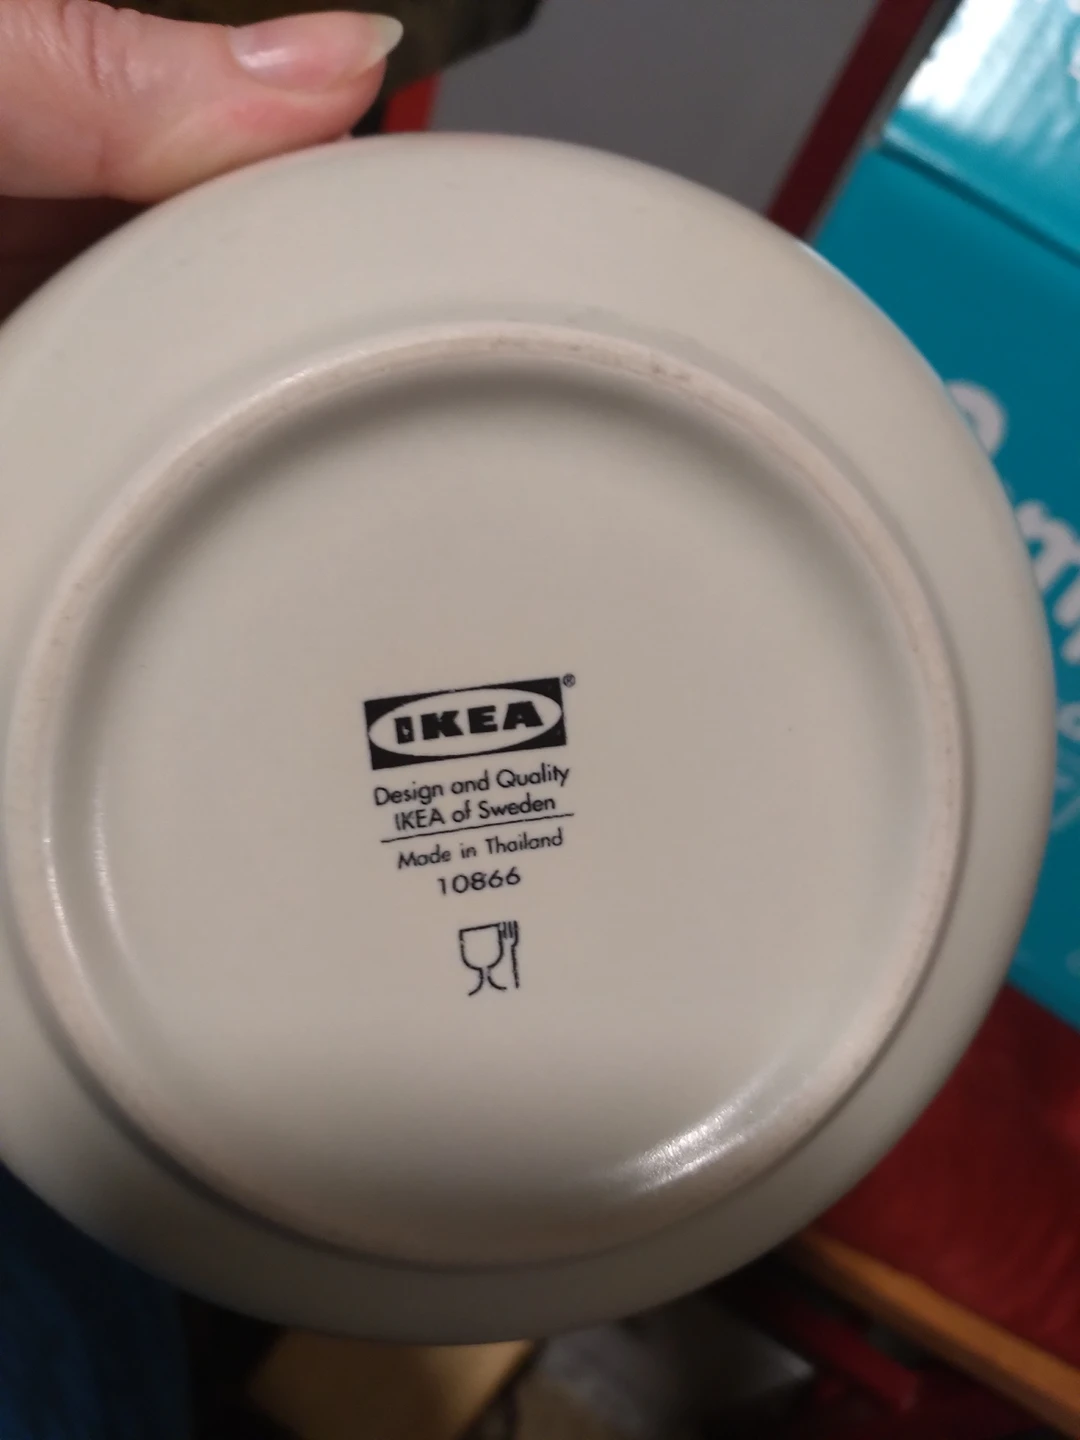 IKEA®
Design and Quality
IKEA of Sweden
Made in Thailand
10866